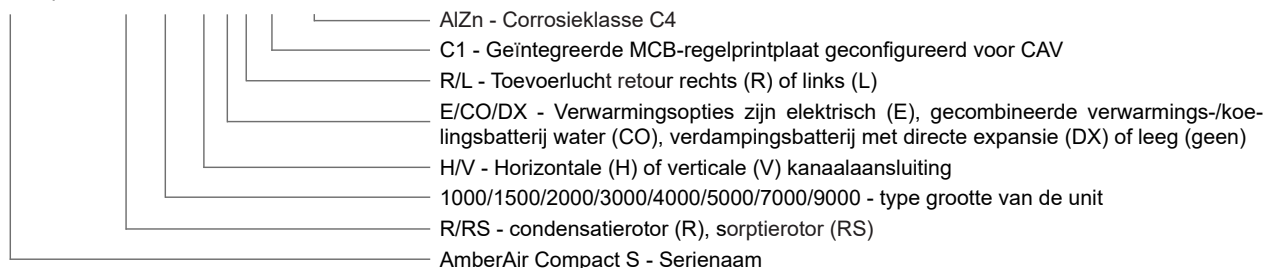 AlZn - Corrosieklasse C4
C1 - Geïntegreerde MCB-regelprintplaat geconfigureerd voor CAV
R/L - Toevoerlucht retour rechts (R) of links (L)
E/CO/DX - Verwarmingsopties zijn elektrisch (E), gecombineerde verwarmings-/koe-
lingsbatterij water (CO), verdampingsbatterij met directe expansie (DX) of leeg (geen)
H/V - Horizontale (H) of verticale (V) kanaalaansluiting
1000/1500/2000/3000/4000/5000/7000/9000 - type grootte van de unit
R/RS - condensatierotor (R), sorptierotor (RS)
AmberAir Compact S - Serienaam